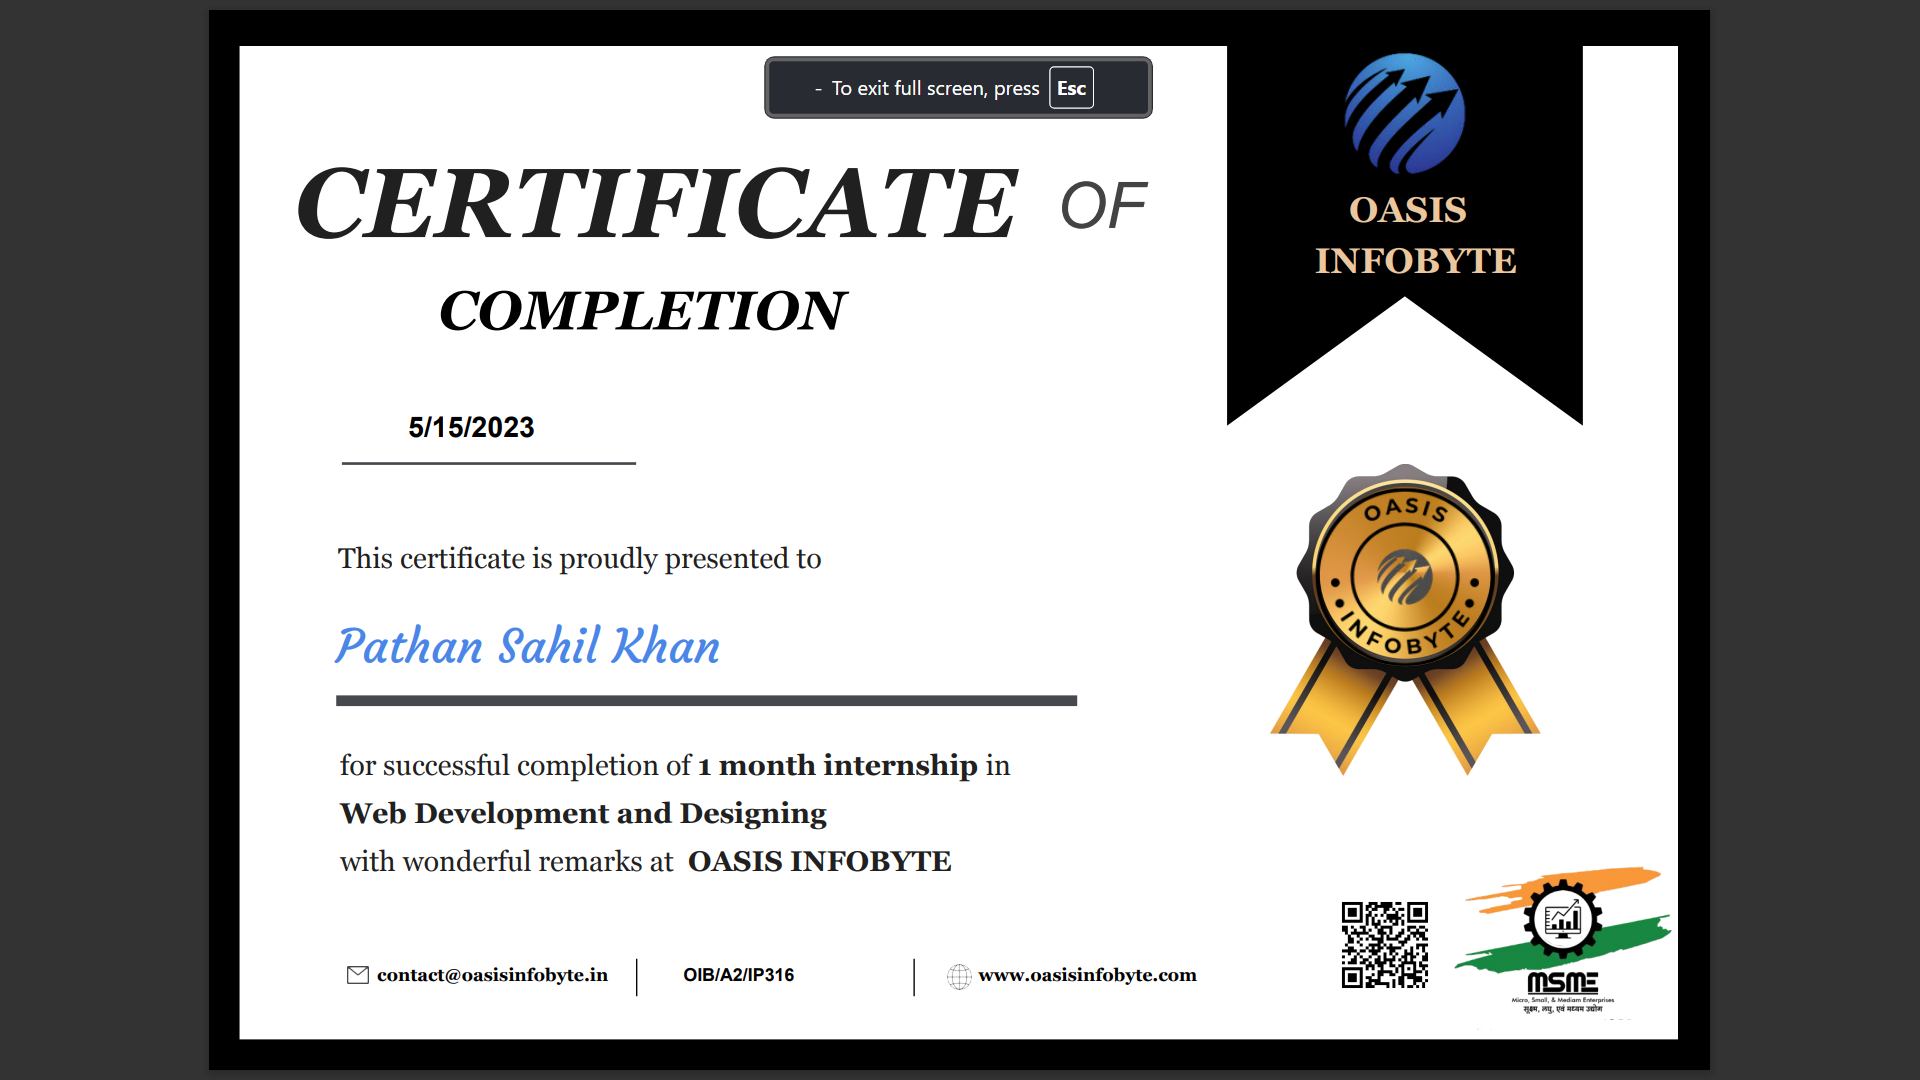 - To exit full screen, press Esc
CERTIFICATE OF
COMPLETION
OASIS
INFOBYTE
5/15/2023
This certificate is proudly presented to
Pathan Sahil Khan
OASIS
INFOBYTE
for successful completion of 1 month internship in
Web Development and Designing
with wonderful remarks at OASIS INFOBYTE
contact@oasisinfobyte.in
OIB/A2/IP316
www.oasisinfobyte.com
MSME
Micro, Small, & Mediam Enterprises
सूक्ष्म, लघु, एवं मध्यम उद्योग